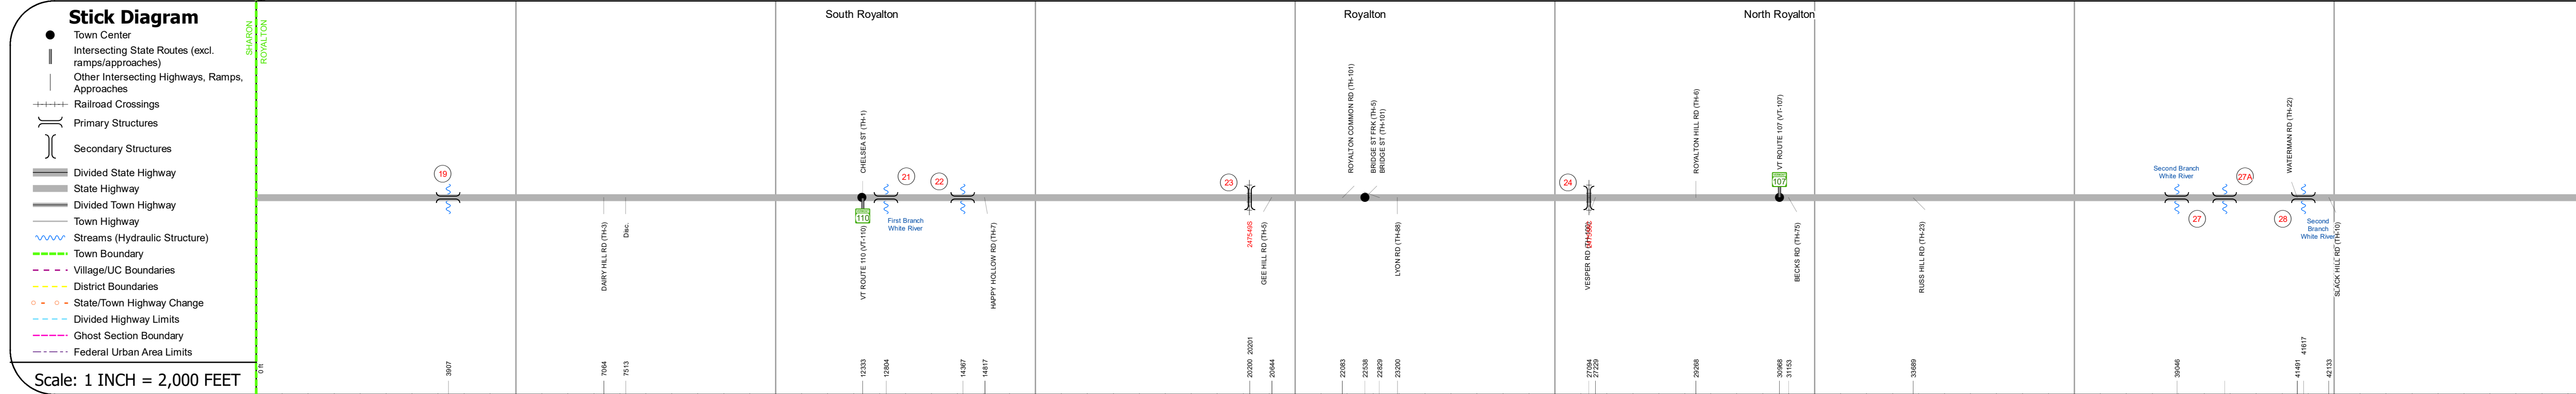 Stick Diagram
Town Center
Intersecting State Routes (excl.
ramps/approaches)
Other Intersecting Highways, Ramps,
Approaches
Railroad Crossings
Primary Structures
Secondary Structures
Divided State Highway
State Highway
Divided Town Highway
Town Highway
Streams (Hydraulic Structure)
Town Boundary
Village/UC Boundaries
District Boundaries
State/Town Highway Change
Divided Highway Limits
Ghost Section Boundary
Federal Urban Area Limits
Scale: 1 INCH = 2,000 FEET
SHARON
ROYALTON
South Royalton
Royalton
North Royalton
19
DAIRY HILL RD (TH-3)
Disc.
CHELSEA ST (TH-1)
110
VT ROUTE 110 (VT-110)
21
First Branch
White River
22
HAPPY HOLLOW RD (TH-7)
23
247549S
GEE HILL RD (TH-5)
ROYALTON COMMON RD (TH-101)
BRIDGE ST FRK (TH-5)
BRIDGE ST (TH-101)
LYON RD (TH-88)
24
VESPER RD
ROYALTON HILL RD (TH-6)
VT ROUTE 107 (VT-107)
107
BECKS RD (TH-75)
RUSS HILL RD (TH-23)
Second Branch
White River
27
27A
WATERMAN RD (TH-22)
28
Second
Branch
White River
SLACK HILL RD (TH-10)
0 ft
3907
7064
7513
12333
12804
14367
14817
20200
20201
20644
22083
22538
22829
23200
27094
27229
29268
30968
31153
33689
39046
41491
41617
42133